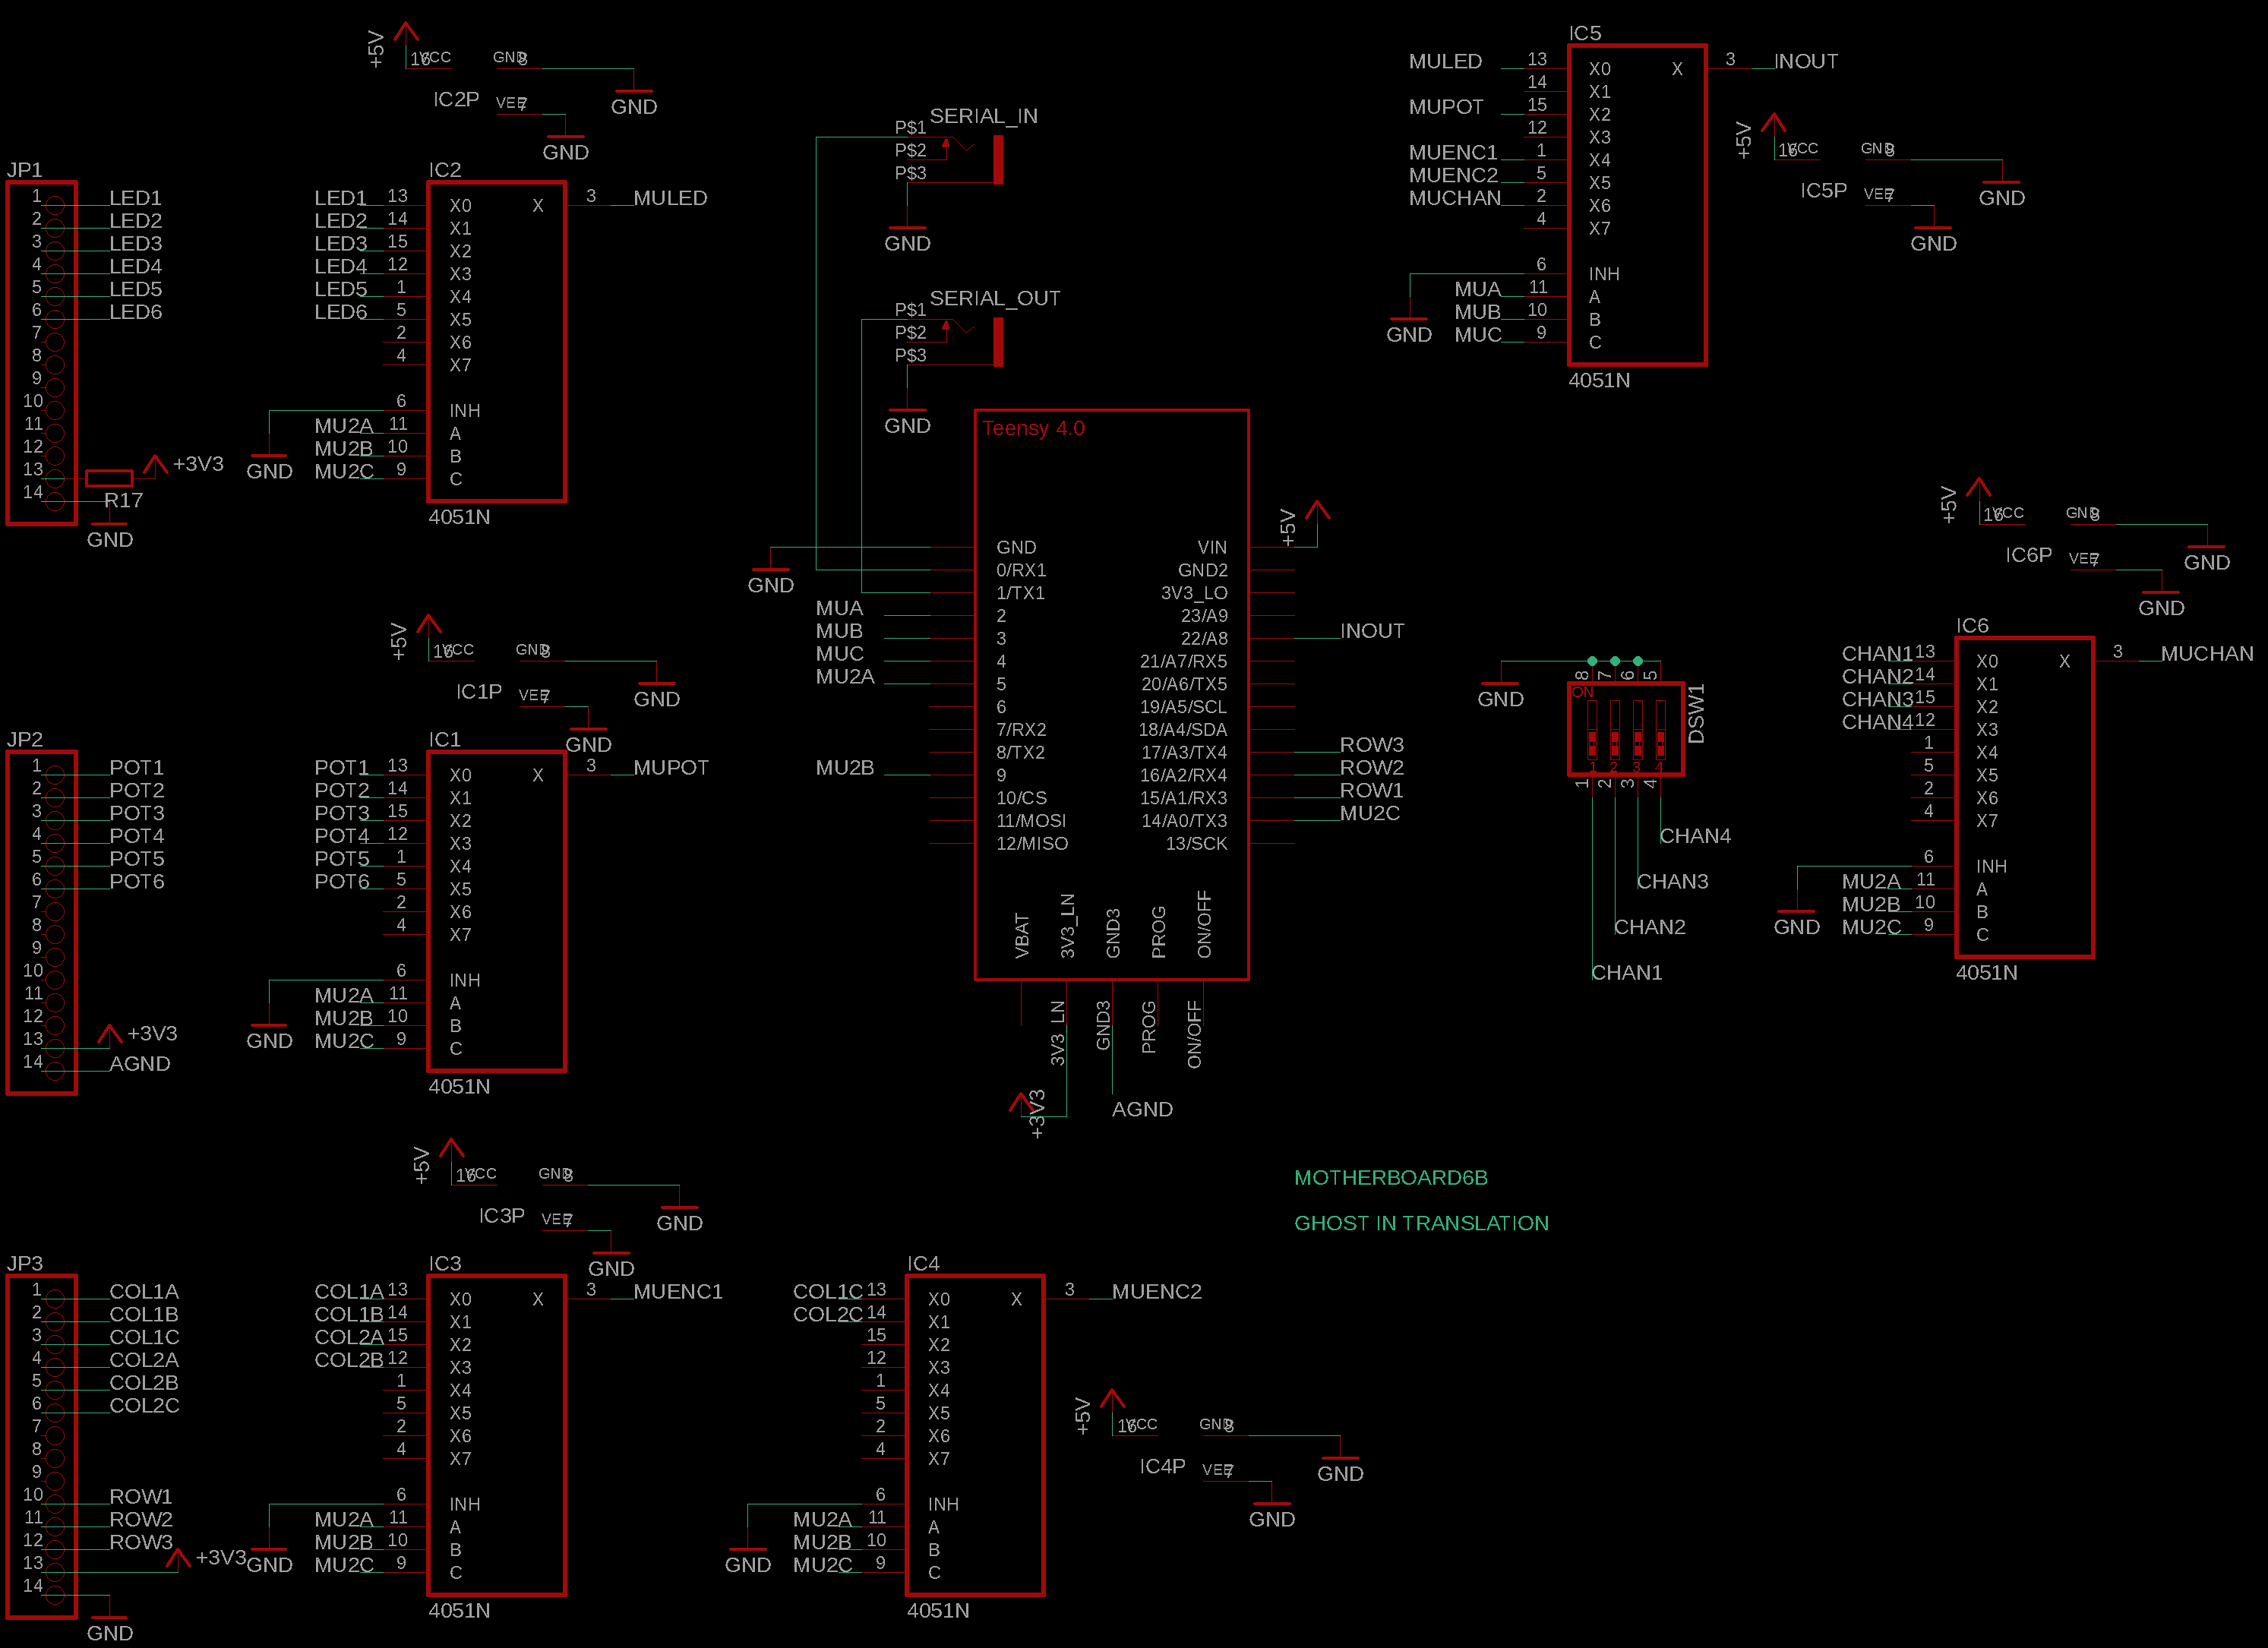 +5V
16
VCC
GND
8
GND
IC2P
VEE
7
GND
JP1
1
LED1
2
LED2
3
LED3
4
LED4
5
LED5
6
LED6
7
8
9
10
11
12
13
+3V3
14
R17
GND
IC2
LED1 13 X0 X 3 MULED
LED2 14 X1
LED3 15 X2
LED4 12 X3
LED5 1 X4
LED6 5 X5
2 X6
4 X7
6 INH
MU2A 11 A
GND MU2B 10 B
MU2C 9 C
4051N
SERIAL_IN
P$1
P$2
P$3
GND
SERIAL_OUT
P$1
P$2
P$3
GND
IC5
MULED 13 X0 X 3 INOUT
14 X1
MUPOT 15 X2
12 X3
MUENC1 1 X4
MUENC2 5 X5
MUCHAN 2 X6
4 X7
6 INH
MUA 11 A
MUB 10 B
GND MUC 9 C
4051N
+5V
16
VCC
GND
8
GND
IC5P
VEE
7
GND
Teensy 4.0
GND
GND VIN +5V
0/RX1 GND2
1/TX1 3V3_LO
MUA 2 23/A9
MUB 3 22/A8 INOUT
MUC 4 21/A7/RX5
MU2A 5 20/A6/TX5
6 19/A5/SCL
7/RX2 18/A4/SDA
8/TX2 17/A3/TX4 ROW3
MU2B 9 16/A2/RX4 ROW2
10/CS 15/A1/RX3 ROW1
11/MOSI 14/A0/TX3 MU2C
12/MISO 13/SCK
VBAT
3V3_LN
GND3
PROG
ON/OFF
3V3_LN
GND3
PROG
ON/OFF
+3V3
AGND
GND
8 7 6 5
ON
DSW1
1 2 3 4
1 2 3 4
CHAN4
CHAN3
CHAN2
CHAN1
+5V
16
VCC
GND
8
GND
IC6P
VEE
7
GND
IC6
CHAN1 13 X0 X 3 MUCHAN
CHAN2 14 X1
CHAN3 15 X2
CHAN4 12 X3
1 X4
5 X5
2 X6
4 X7
6 INH
MU2A 11 A
MU2B 10 B
GND MU2C 9 C
4051N
+5V
16
VCC
GND
8
GND
IC1P
VEE
7
GND
JP2
1
POT1
2
POT2
3
POT3
4
POT4
5
POT5
6
POT6
7
8
9
10
11
12
13
+3V3
14
AGND
IC1
POT1 13 X0 X 3 MUPOT
POT2 14 X1
POT3 15 X2
POT4 12 X3
POT5 1 X4
POT6 5 X5
2 X6
4 X7
6 INH
MU2A 11 A
MU2B 10 B
GND MU2C 9 C
4051N
+5V
16
VCC
GND
8
GND
IC3P
VEE
7
GND
JP3
1
COL1A
2
COL1B
3
COL1C
4
COL2A
5
COL2B
6
COL2C
7
8
9
10
ROW1
11
ROW2
12
ROW3
13
+3V3
14
GND
IC3
COL1A 13 X0 X 3 MUENC1
COL1B 14 X1
COL2A 15 X2
COL2B 12 X3
1 X4
5 X5
2 X6
4 X7
6 INH
MU2A 11 A
MU2B 10 B
GND MU2C 9 C
4051N
IC4
COL1C 13 X0 X 3 MUENC2
COL2C 14 X1
15 X2
12 X3
1 X4
5 X5
2 X6
4 X7
6 INH
MU2A 11 A
MU2B 10 B
GND MU2C 9 C
4051N
+5V
16
VCC
GND
8
GND
IC4P
VEE
7
GND
MOTHERBOARD6B
GHOST IN TRANSLATION